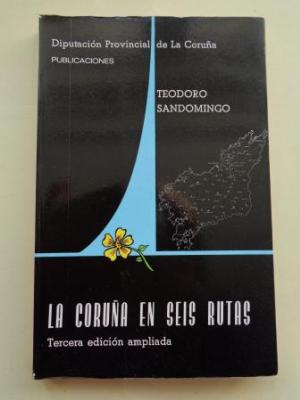 Diputación Provincial de La Coruña
PUBLICACIONES
TEODORO
SANDOMINGO
LA CORUÑA EN SEIS RUTAS
Tercera edición ampliada